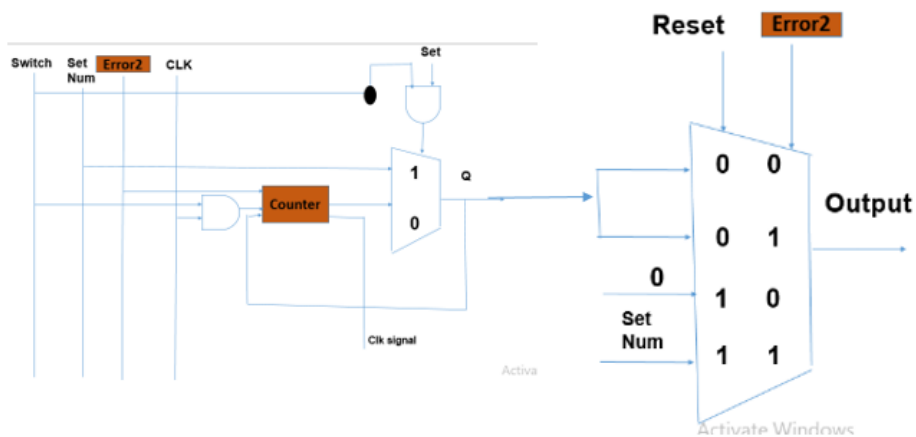 Reset Error2
Set
Switch Set Num Error2 CLK
1
Q
Counter
0
Clk signal
Activa
0 0
Output
0 1
0
1 0
Set
Num
1 1
Activate Windows